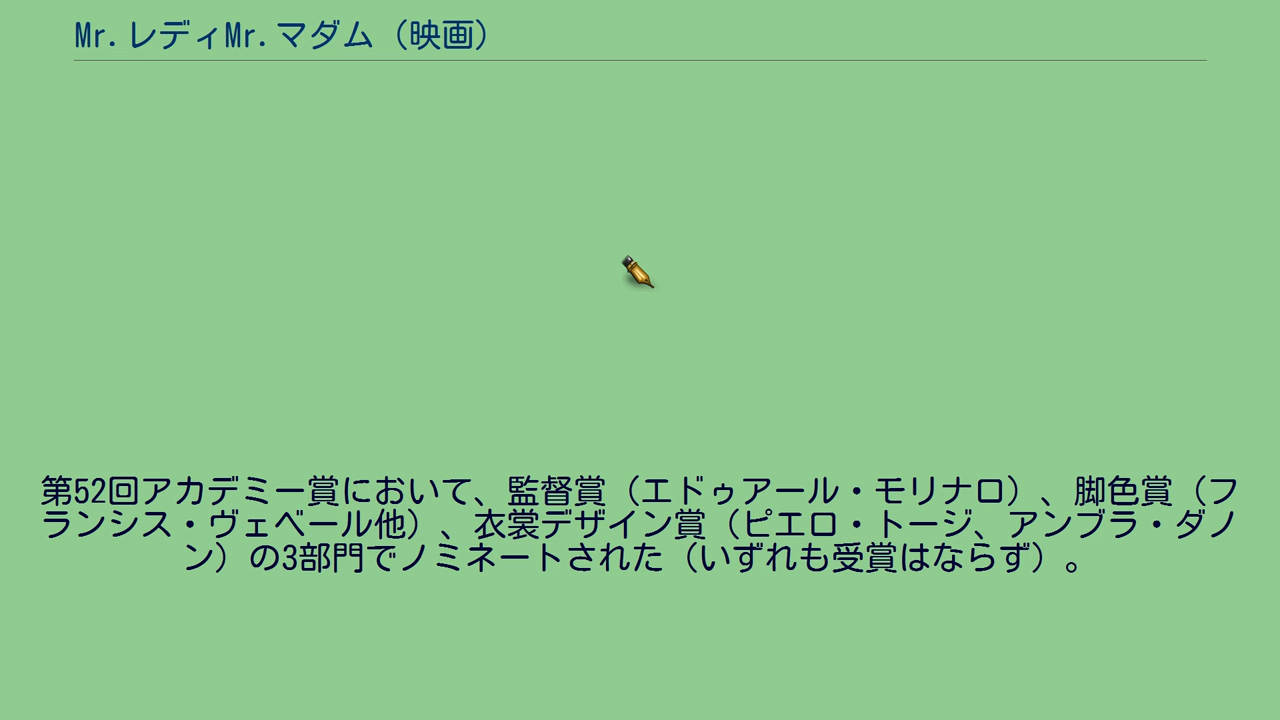 Mr.レディMr.マダム（映画）
第52回アカデミー賞において、監督賞（エドゥアール・モリナロ）、脚色賞（フ
ランシス・ヴェベール他）、衣裳デザイン賞（ピエロ・トージ、アンブラ・ダノ
ン）の3部門でノミネートされた（いずれも受賞はならず）。